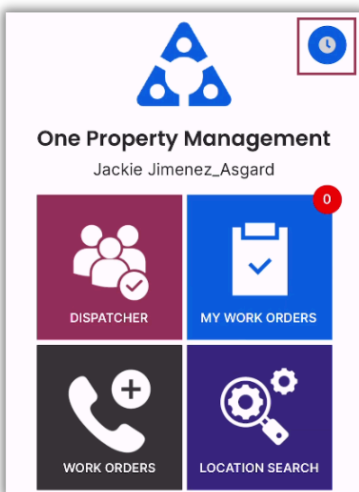 One Property Management
Jackie Jimenez_Asgard
0
DISPATCHER
MY WORK ORDERS
WORK ORDERS
LOCATION SEARCH